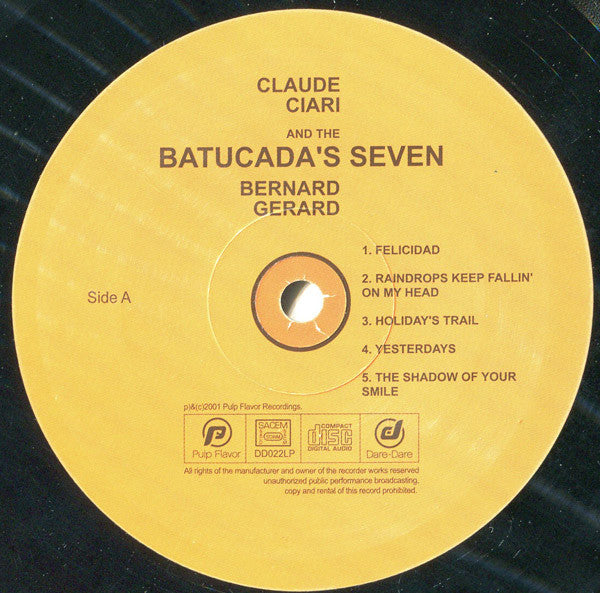 CLAUDE
CIARI
AND THE
BATUCADA'S SEVEN
BERNARD
GERARD
Side A
1. FELICIDAD
2. RAINDROPS KEEP FALLIN'
ON MY HEAD
3. HOLIDAY'S TRAIL
4. YESTERDAYS
5. THE SHADOW OF YOUR
SMILE
p)&(c)2001 Pulp Flavor Recordings.
Pulp Flavor
SACEM
SDRM
DD022LP
COMPACT
disc
DIGITAL AUDIO
Dare-Dare
All rights of the manufacturer and owner of the recorder works reserved
unauthorized public performance broadcasting,
copy and rental of this record prohibited.